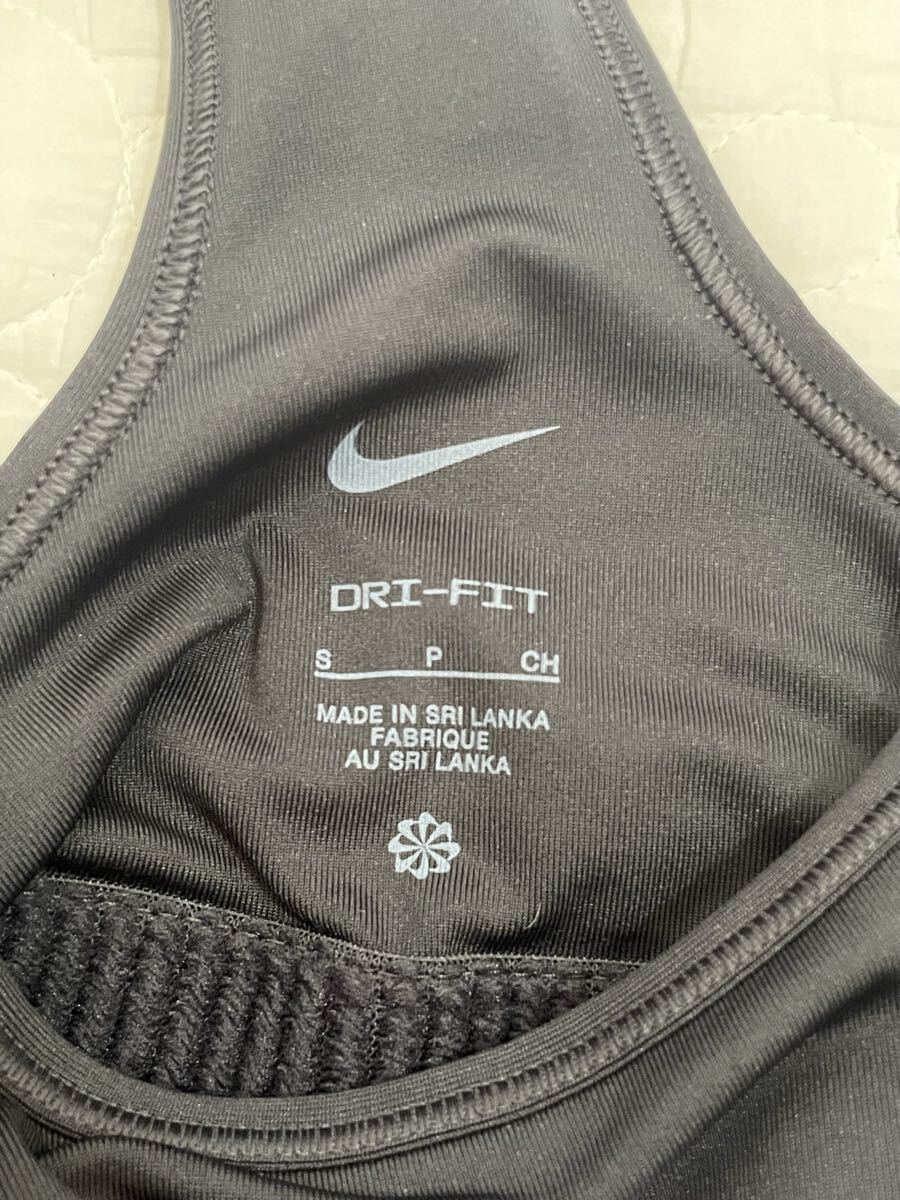 DRI-FIT
S P CH
MADE IN SRI LANKA
FABRIQUE
AU SRI LANKA